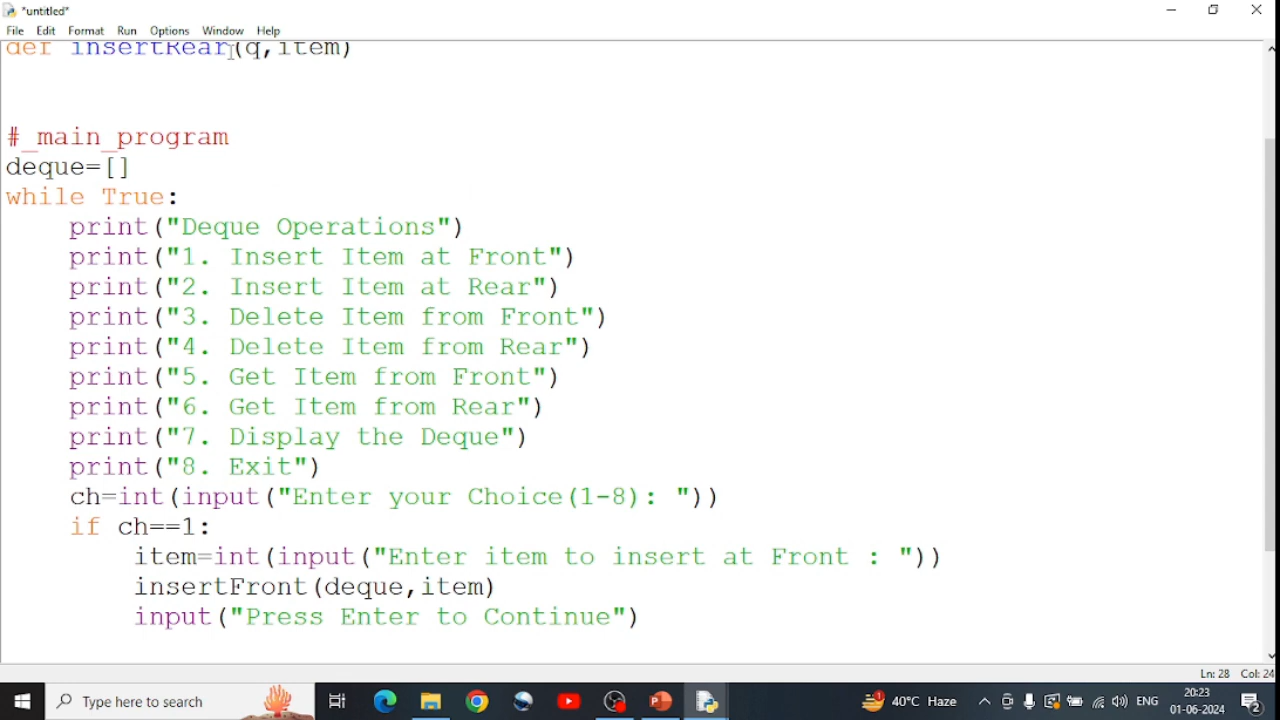 *untitled*
File Edit Format Run Options Window Help
def insertRear(q,item)
#_main_program
deque=[]
while True:
print("Deque Operations")
print("1. Insert Item at Front")
print("2. Insert Item at Rear")
print("3. Delete Item from Front")
print("4. Delete Item from Rear")
print("5. Get Item from Front")
print("6. Get Item from Rear")
print("7. Display the Deque")
print("8. Exit")
ch=int(input("Enter your Choice(1-8): "))
if ch==1:
item=int(input("Enter item to insert at Front : "))
insertFront(deque,item)
input("Press Enter to Continue")
Ln: 28 Col: 24
Type here to search
1
40°C Haze
ENG
20:23
01-06-2024
2